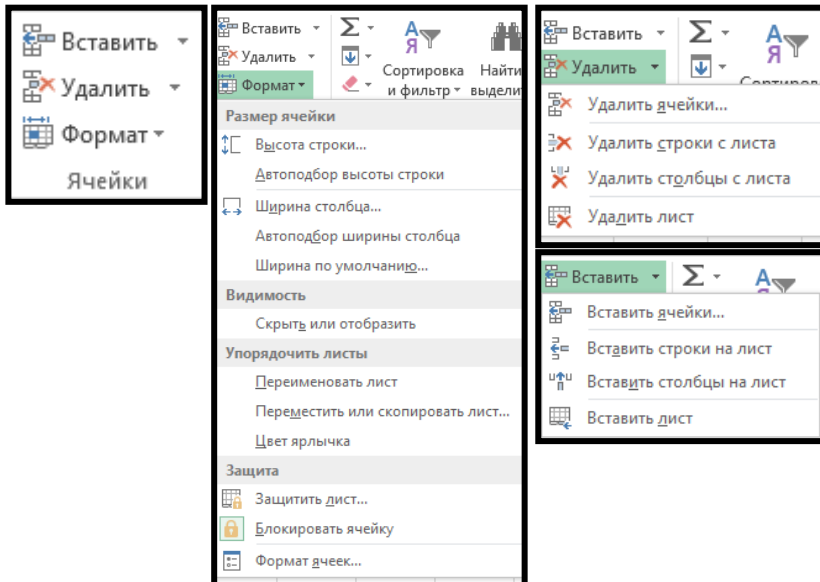 Вставить
Удалить
Формат
Ячейки
Вставить
Удалить
Формат
Сортировка
и фильтр
Найти
Размер ячейки
Высота строки...
Автоподбор высоты строки
Ширина столбца...
Автоподбор ширины столбца
Ширина по умолчанию...
Видимость
Скрыть или отобразить
Упорядочить листы
Переименовать лист
Переместить или скопировать лист...
Цвет ярлычка
Защита
Защитить лист...
Блокировать ячейку
Формат ячеек...
Вставить
Удалить
Удалить ячейки...
Удалить строки с листа
Удалить столбцы с листа
Удалить лист
Вставить
Вставить ячейки...
Вставить строки на лист
Вставить столбцы на лист
Вставить лист